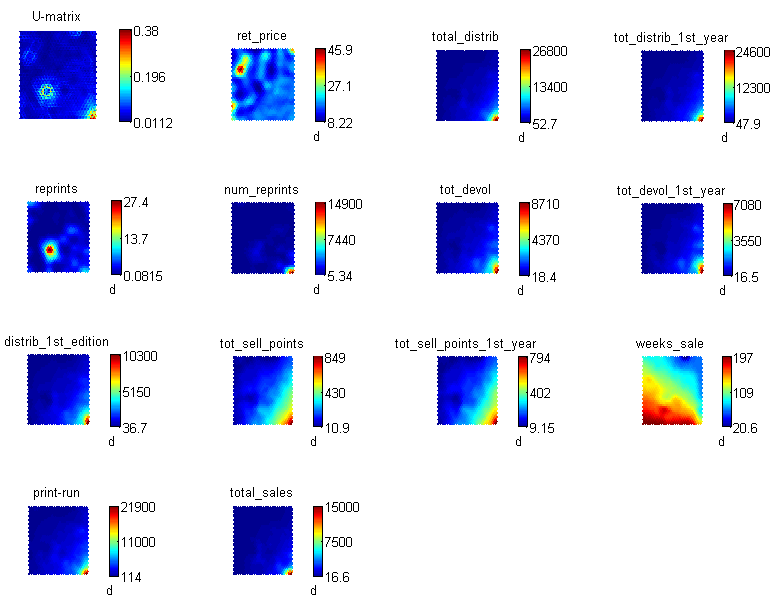 U-matrix
0.38
0.196
0.0112
ret_price
45.9
27.1
8.22
d
total_distrib
26800
13400
52.7
d
tot_distrib_1st_year
24600
12300
47.9
d
reprints
27.4
13.7
0.0815
d
num_reprints
14900
7440
5.34
d
tot_devol
8710
4370
18.4
d
tot_devol_1st_year
7080
3550
16.5
d
distrib_1st_edition
10300
5150
36.7
d
tot_sell_points
849
430
10.9
d
tot_sell_points_1st_year
794
402
9.15
d
weeks_sale
197
109
20.6
d
print-run
21900
11000
114
d
total_sales
15000
7500
16.6
d